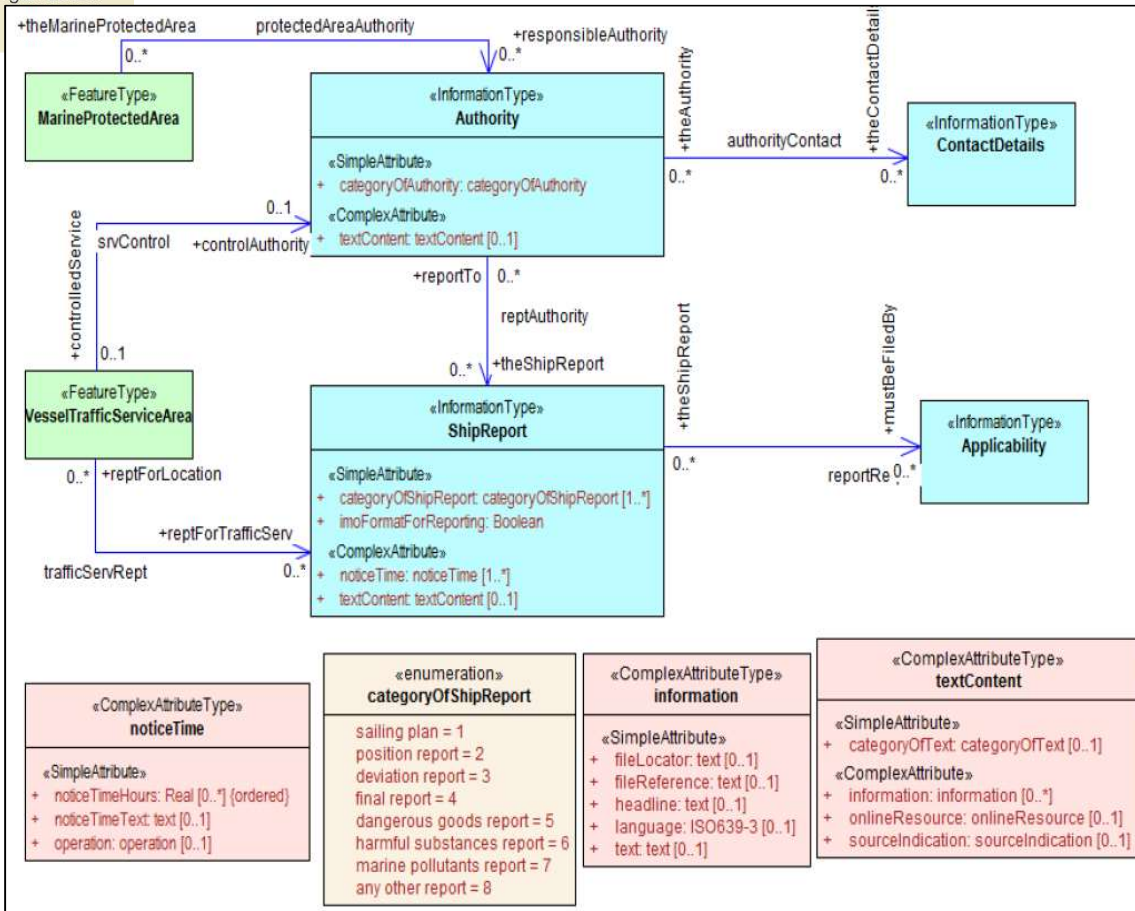 +theMarineProtectedArea
protectedAreaAuthority
+responsibleAuthority
0..*
0..*
«FeatureType»
MarineProtectedArea
«InformationType»
Authority
«SimpleAttribute»
+ categoryOfAuthority: categoryOfAuthority
«ComplexAttribute»
+ textContent: textContent [0..1]
+theAuthority
authorityContact
+theContactDetails
0..*
0..*
«InformationType»
ContactDetails
0..1
srvControl
+controlAuthority
+controlledService
0..1
+reportTo
0..*
reptAuthority
0..*
+theShipReport
«FeatureType»
VesselTrafficServiceArea
0..*
+reptForLocation
+reptForTrafficServ
trafficServRept
0..*
«InformationType»
ShipReport
«SimpleAttribute»
+ categoryOfShipReport: categoryOfShipReport [1..*]
+ imoFormatForReporting: Boolean
«ComplexAttribute»
+ noticeTime: noticeTime [1..*]
+ textContent: textContent [0..1]
+theShipReport
+mustBeFiledBy
0..*
reportRe
0..*
«InformationType»
Applicability
«ComplexAttributeType»
noticeTime
«SimpleAttribute»
+ noticeTimeHours: Real [0..*] {ordered}
+ noticeTimeText: text [0..1]
+ operation: operation [0..1]
«enumeration»
categoryOfShipReport
sailing plan = 1
position report = 2
deviation report = 3
final report = 4
dangerous goods report = 5
harmful substances report = 6
marine pollutants report = 7
any other report = 8
«ComplexAttributeType»
information
«SimpleAttribute»
+ fileLocator: text [0..1]
+ fileReference: text [0..1]
+ headline: text [0..1]
+ language: ISO639-3 [0..1]
+ text: text [0..1]
«ComplexAttributeType»
textContent
«SimpleAttribute»
+ categoryOfText: categoryOfText [0..1]
«ComplexAttribute»
+ information: information [0..*]
+ onlineResource: onlineResource [0..1]
+ sourceIndication: sourceIndication [0..1]